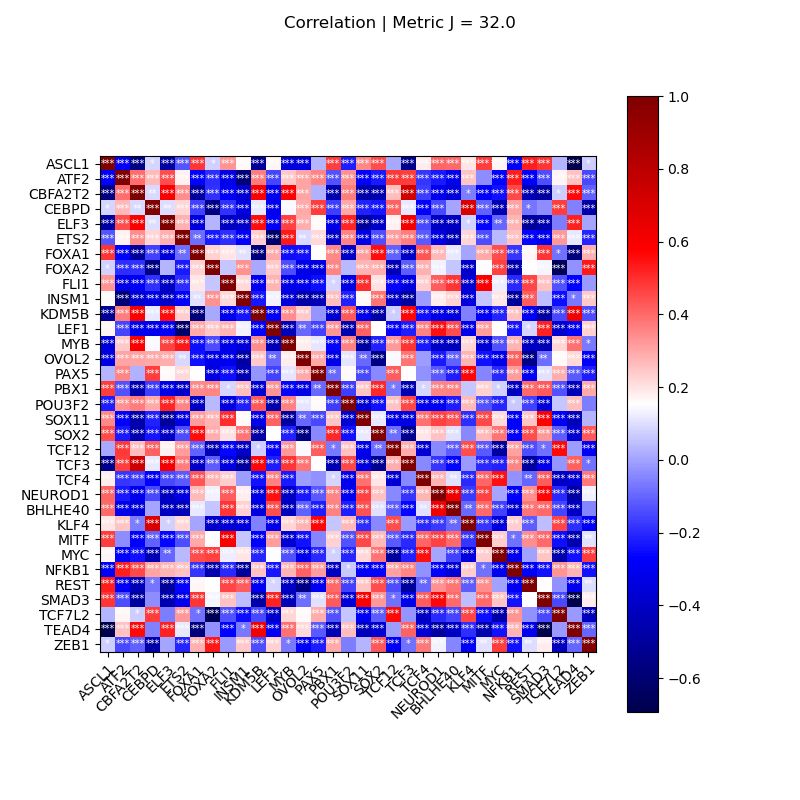 Correlation | Metric J = 32.0
ASCL1
ATF2
CBFA2T2
CEBPD
ELF3
ETS2
FOXA1
FOXA2
FLI1
INSM1
KDM5B
LEF1
MYB
OVOL2
PAX5
PBX1
POU3F2
SOX11
SOX2
TCF12
TCF3
TCF4
NEUROD1
BHLHE40
KLF4
MITF
MYC
NFKB1
REST
SMAD3
TCF7L2
TEAD4
ZEB1
ASCL1
ATF2
CBFA2T2
CEBPD
ELF3
ETS2
FOXA1
FOXA2
FLI1
INSM1
KDM5B
LEF1
MYB
OVOL2
PAX5
PBX1
POU3F2
SOX11
SOX2
TCF12
TCF3
TCF4
NEUROD1
BHLHE40
KLF4
MITF
MYC
NFKB1
REST
SMAD3
TCF7L2
TEAD4
ZEB1
1.0
0.8
0.6
0.4
0.2
0.0
−0.2
−0.4
−0.6